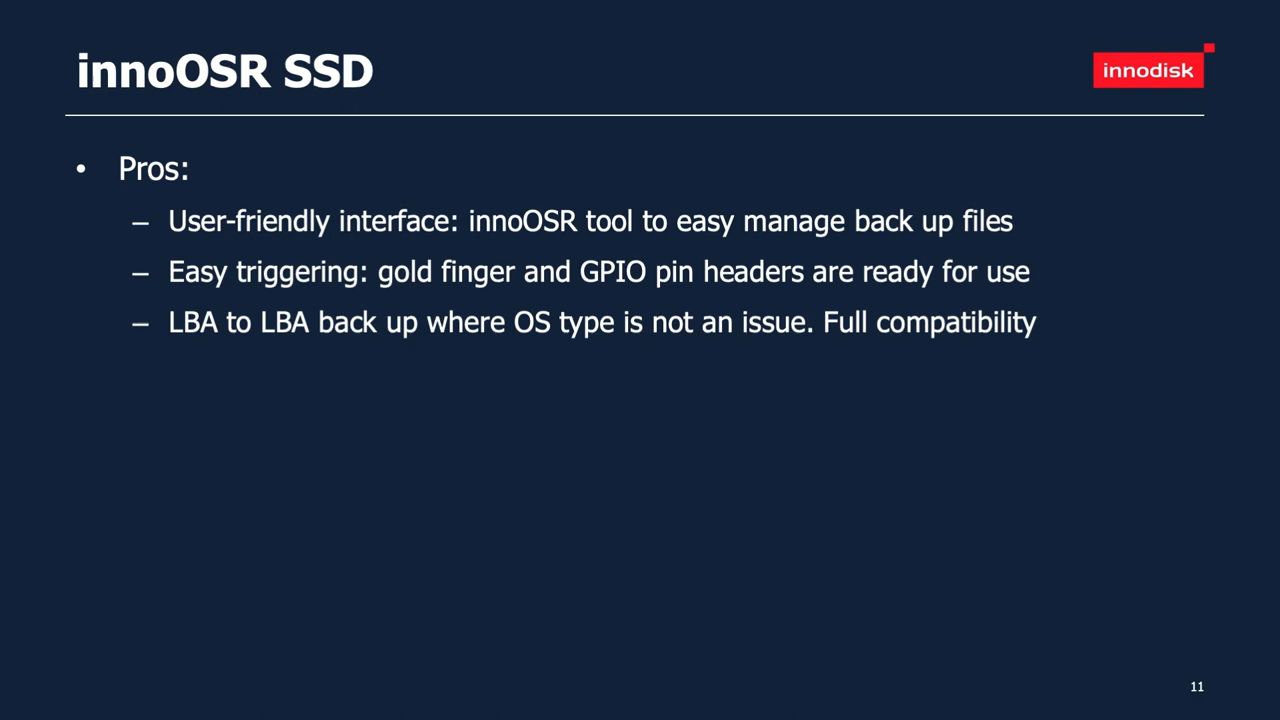 innoOSR SSD
innodisk
• Pros:
– User-friendly interface: innoOSR tool to easy manage back up files
– Easy triggering: gold finger and GPIO pin headers are ready for use
– LBA to LBA back up where OS type is not an issue. Full compatibility
11